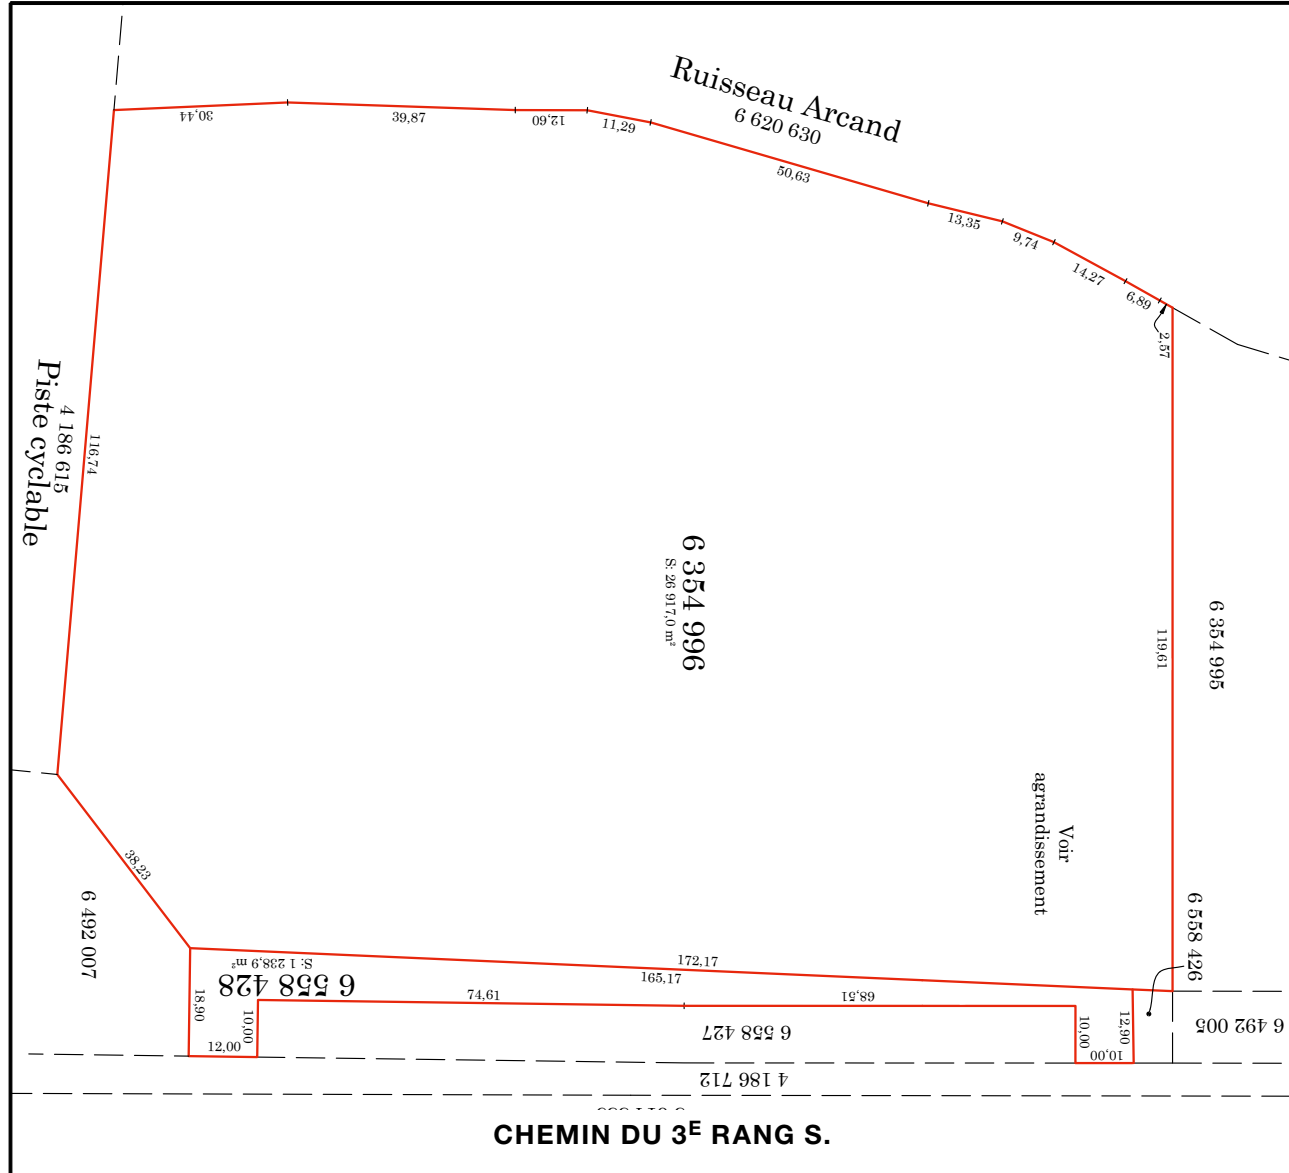 Ruisseau Arcand
6 620 630
30,44
39,87
12,60
11,29
50,63
13,35
9,74
14,27
6,89
2,57
Piste cyclable
4 186 615
116,74
6 354 996
S: 26 917,0 m²
119,61
6 354 995
Voir
agrandissement
38,23
6 492 007
6 558 426
172,17
165,17
S: 1 238,9 m²
6 558 428
74,61
68,51
18,90
10,00
12,00
6 558 427
10,00
12,90
10,00
6 492 005
4 186 712
CHEMIN DU 3E RANG S.